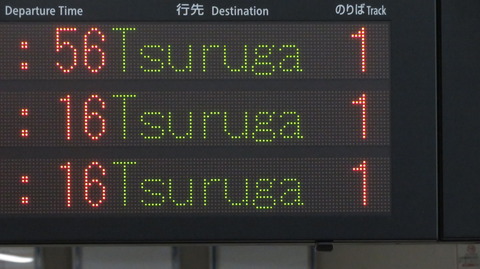 Departure Time 行先 Destination のりば Track
:56 Tsuruga 1
:16 Tsuruga 1
:16 Tsuruga 1